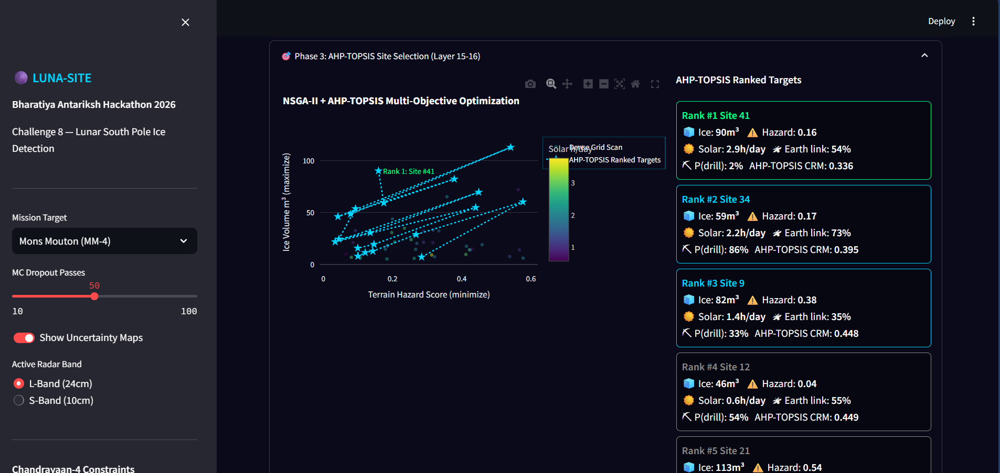 Deploy
LUNA-SITE
Bharatiya Antariksh Hackathon 2026
Challenge 8 — Lunar South Pole Ice
Detection
Mission Target
Mons Mouton (MM-4)
MC Dropout Passes
50
10 100
Show Uncertainty Maps
Active Radar Band
L-Band (24cm)
S-Band (10cm)
Chandrayaan-4 Constraints
Phase 3: AHP-TOPSIS Site Selection (Layer 15-16)
NSGA-II + AHP-TOPSIS Multi-Objective Optimization
Ice Volume m³ (maximize)
100
50
0
Rank 1: Site #41
0 0.2 0.4 0.6
Terrain Hazard Score (minimize)
Dense Grid Scan
Solar h/day
AHP-TOPSIS Ranked Targets
3
2
1
AHP-TOPSIS Ranked Targets
Rank #1 Site 41
Ice: 90m³ Hazard: 0.16
Solar: 2.9h/day Earth link: 54%
P(drill): 2% AHP-TOPSIS CRM: 0.336
Rank #2 Site 34
Ice: 59m³ Hazard: 0.17
Solar: 2.2h/day Earth link: 73%
P(drill): 86% AHP-TOPSIS CRM: 0.395
Rank #3 Site 9
Ice: 82m³ Hazard: 0.38
Solar: 1.4h/day Earth link: 35%
P(drill): 33% AHP-TOPSIS CRM: 0.448
Rank #4 Site 12
Ice: 46m³ Hazard: 0.04
Solar: 0.6h/day Earth link: 55%
P(drill): 54% AHP-TOPSIS CRM: 0.449
Rank #5 Site 21
Ice: 113m³ Hazard: 0.54